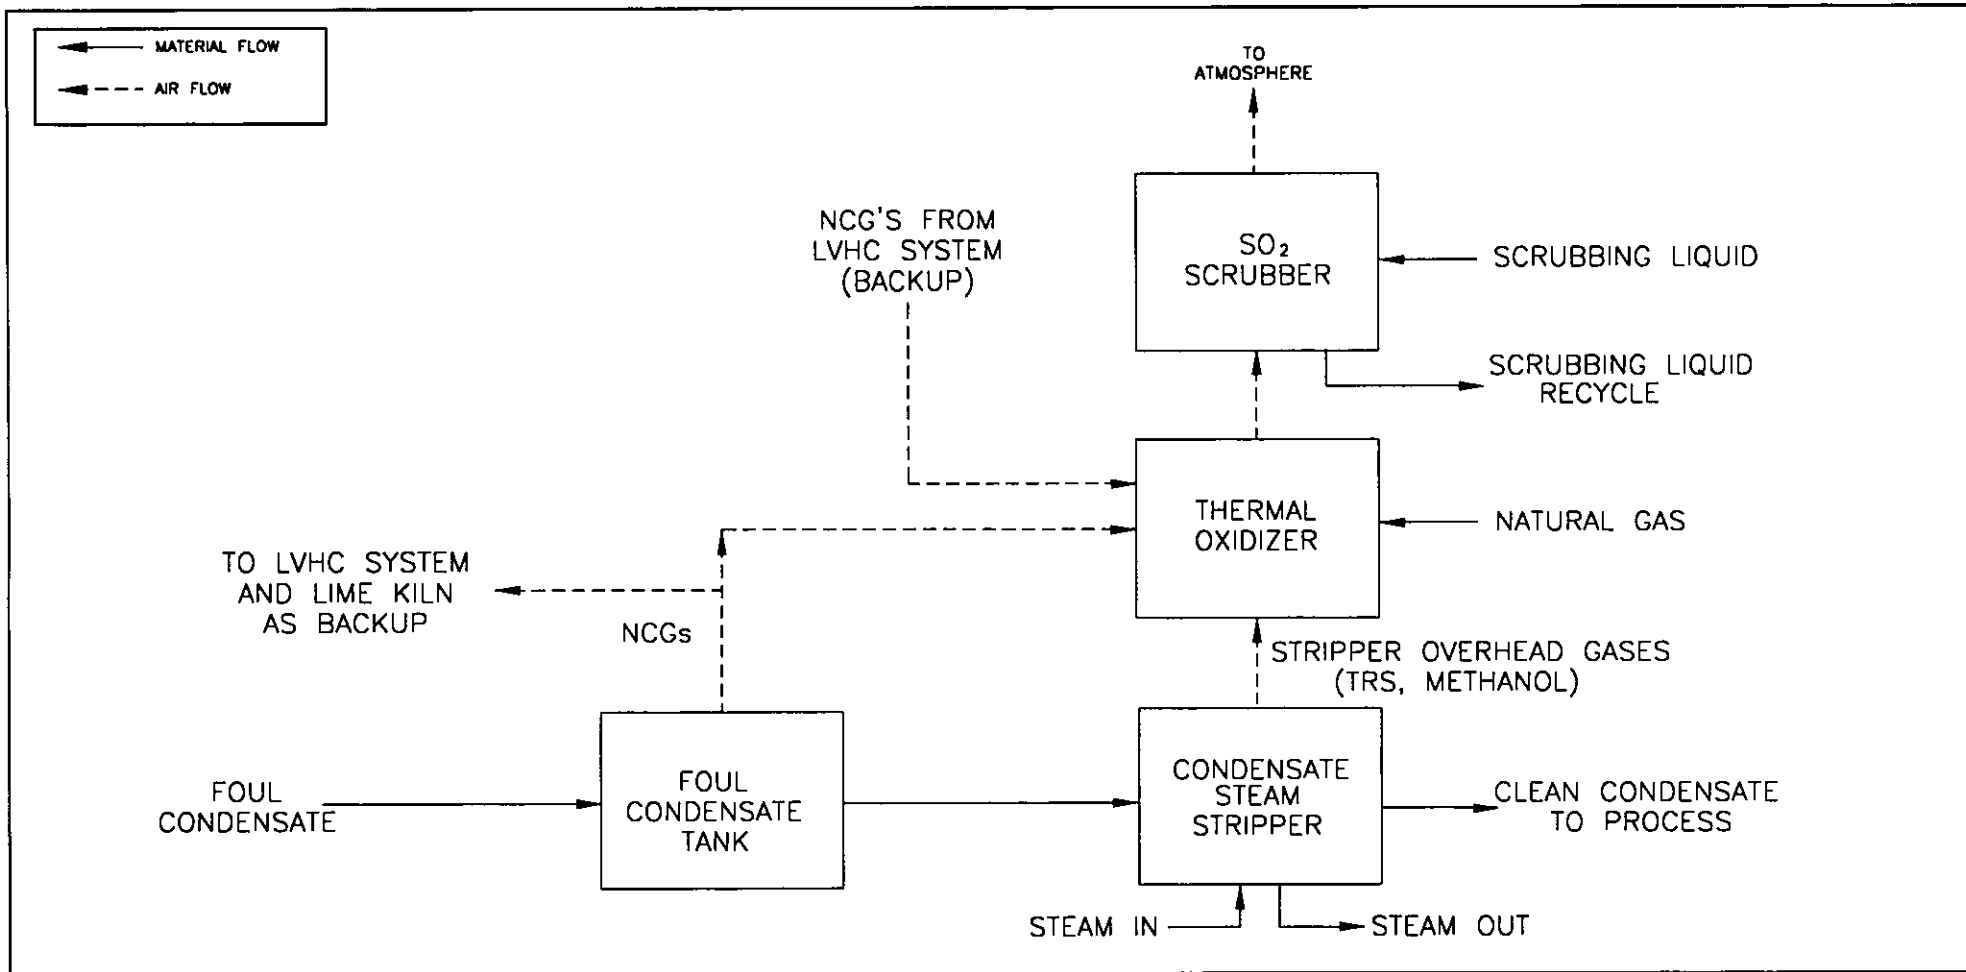 MATERIAL FLOW
AIR FLOW
TO
ATMOSPHERE
NCG'S FROM
LVHC SYSTEM
(BACKUP)
SO₂
SCRUBBER
SCRUBBING LIQUID
SCRUBBING LIQUID
RECYCLE
THERMAL
OXIDIZER
NATURAL GAS
TO LVHC SYSTEM
AND LIME KILN
AS BACKUP
NCGs
STRIPPER OVERHEAD GASES
(TRS, METHANOL)
FOUL
CONDENSATE
FOUL
CONDENSATE
TANK
CONDENSATE
STEAM
STRIPPER
CLEAN CONDENSATE
TO PROCESS
STEAM IN
STEAM OUT